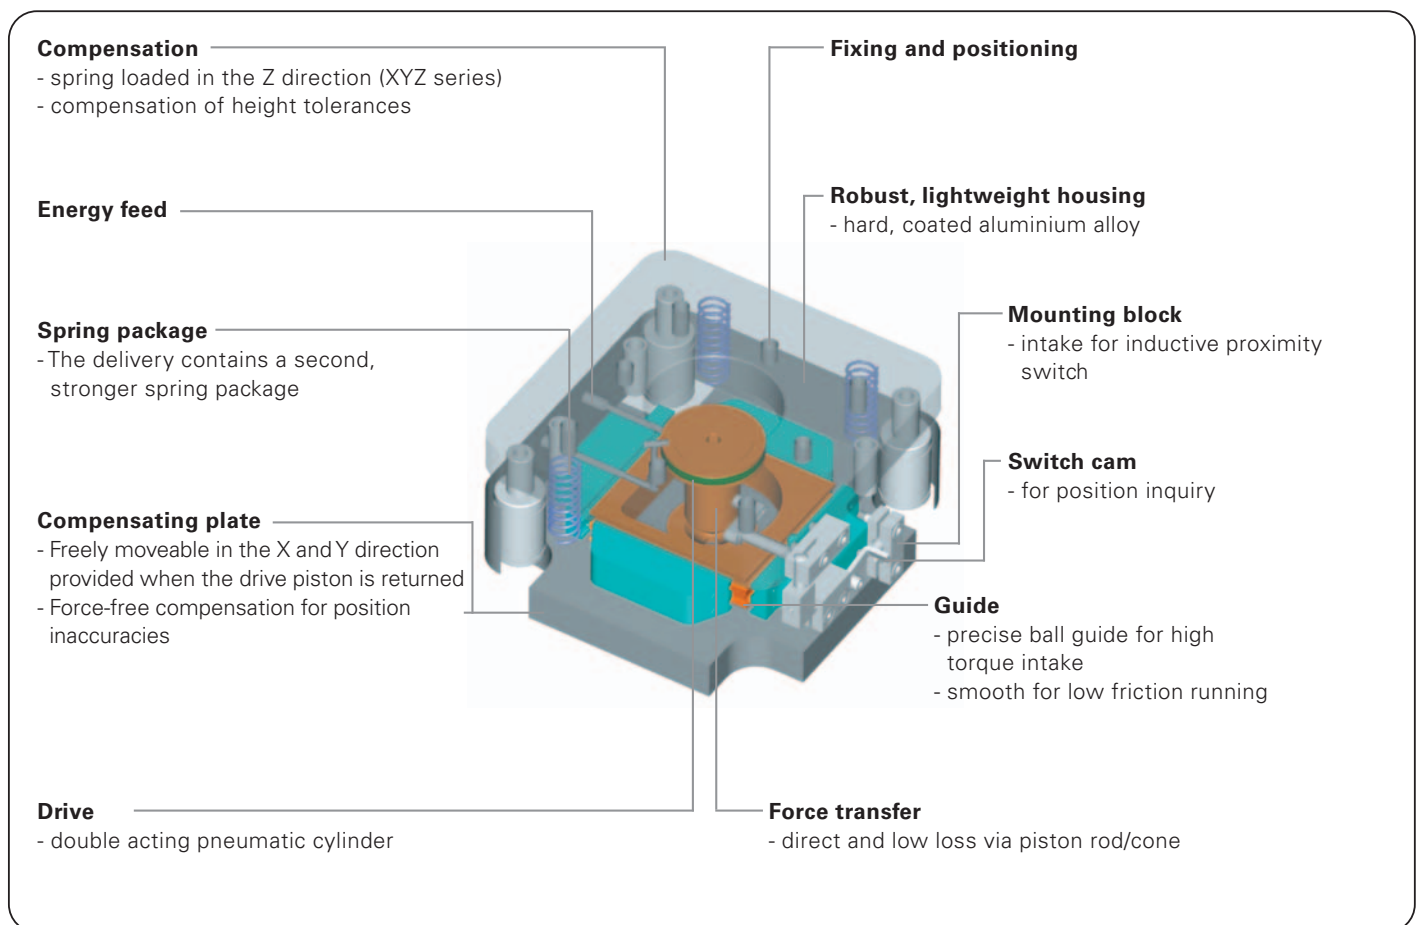 Compensation
- spring loaded in the Z direction (XYZ series)
- compensation of height tolerances
Energy feed
Spring package
- The delivery contains a second,
stronger spring package
Compensating plate
- Freely moveable in the X and Y direction
provided when the drive piston is returned
- Force-free compensation for position
inaccuracies
Drive
- double acting pneumatic cylinder
Fixing and positioning
Robust, lightweight housing
- hard, coated aluminium alloy
Mounting block
- intake for inductive proximity
switch
Switch cam
- for position inquiry
Guide
- precise ball guide for high
torque intake
- smooth for low friction running
Force transfer
- direct and low loss via piston rod/cone